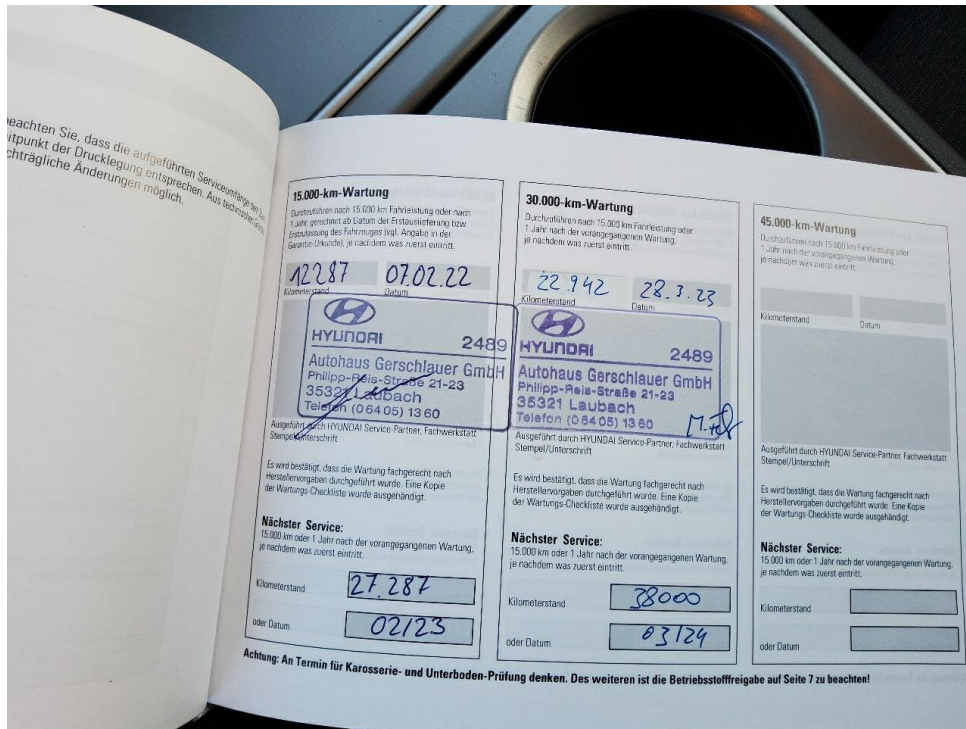 eachten Sie, dass die aufgeführten Serviceumfänge dem
itpunkt der Drucklegung entsprechen. Aus technischen
chträgliche Änderungen möglich.
15.000-km-Wartung
Durchzuführen nach 15.000 km Fahrleistung oder nach
1 Jahr, gerechnet ab Datum der Erstauslieferung bzw.
Erstzulassung des Fahrzeuges (vgl. Angabe in der
Garantie-Urkunde), je nachdem was zuerst eintritt.
12287 07.02.22
Kilometerstand Datum
HYUNDAI 2489
Autohaus Gerschlauer GmbH
Philipp-Reis-Straße 21-23
35321 Laubach
Telefon (06405) 1360
Ausgeführt durch HYUNDAI Service-Partner, Fachwerkstatt
Stempel/Unterschrift
Es wird bestätigt, dass die Wartung fachgerecht nach
Herstellervorgaben durchgeführt wurde. Eine Kopie
der Wartungs-Checkliste wurde ausgehändigt.
Nächster Service:
15.000 km oder 1 Jahr nach der vorangegangenen Wartung,
je nachdem was zuerst eintritt.
Kilometerstand 27.287
oder Datum 02/23
30.000-km-Wartung
Durchzuführen nach 15.000 km Fahrleistung oder
1 Jahr nach der vorangegangenen Wartung,
je nachdem was zuerst eintritt.
22.942 28.3.23
Kilometerstand Datum
HYUNDAI 2489
Autohaus Gerschlauer GmbH
Philipp-Reis-Straße 21-23
35321 Laubach
Telefon (06405) 1360
Ausgeführt durch HYUNDAI Service-Partner, Fachwerkstatt
Stempel/Unterschrift
Es wird bestätigt, dass die Wartung fachgerecht nach
Herstellervorgaben durchgeführt wurde. Eine Kopie
der Wartungs-Checkliste wurde ausgehändigt.
Nächster Service:
15.000 km oder 1 Jahr nach der vorangegangenen Wartung,
je nachdem was zuerst eintritt.
Kilometerstand 38000
oder Datum 03/24
45.000-km-Wartung
Durchzuführen nach 15.000 km Fahrleistung oder
1 Jahr nach der vorangegangenen Wartung,
je nachdem was zuerst eintritt.
Kilometerstand Datum
Ausgeführt durch HYUNDAI Service-Partner, Fachwerkstatt
Stempel/Unterschrift
Es wird bestätigt, dass die Wartung fachgerecht nach
Herstellervorgaben durchgeführt wurde. Eine Kopie
der Wartungs-Checkliste wurde ausgehändigt.
Nächster Service:
15.000 km oder 1 Jahr nach der vorangegangenen Wartung,
je nachdem was zuerst eintritt.
Kilometerstand
oder Datum
Achtung: An Termin für Karosserie- und Unterboden-Prüfung denken. Des weiteren ist die Betriebsstofffreigabe auf Seite 7 zu beachten!